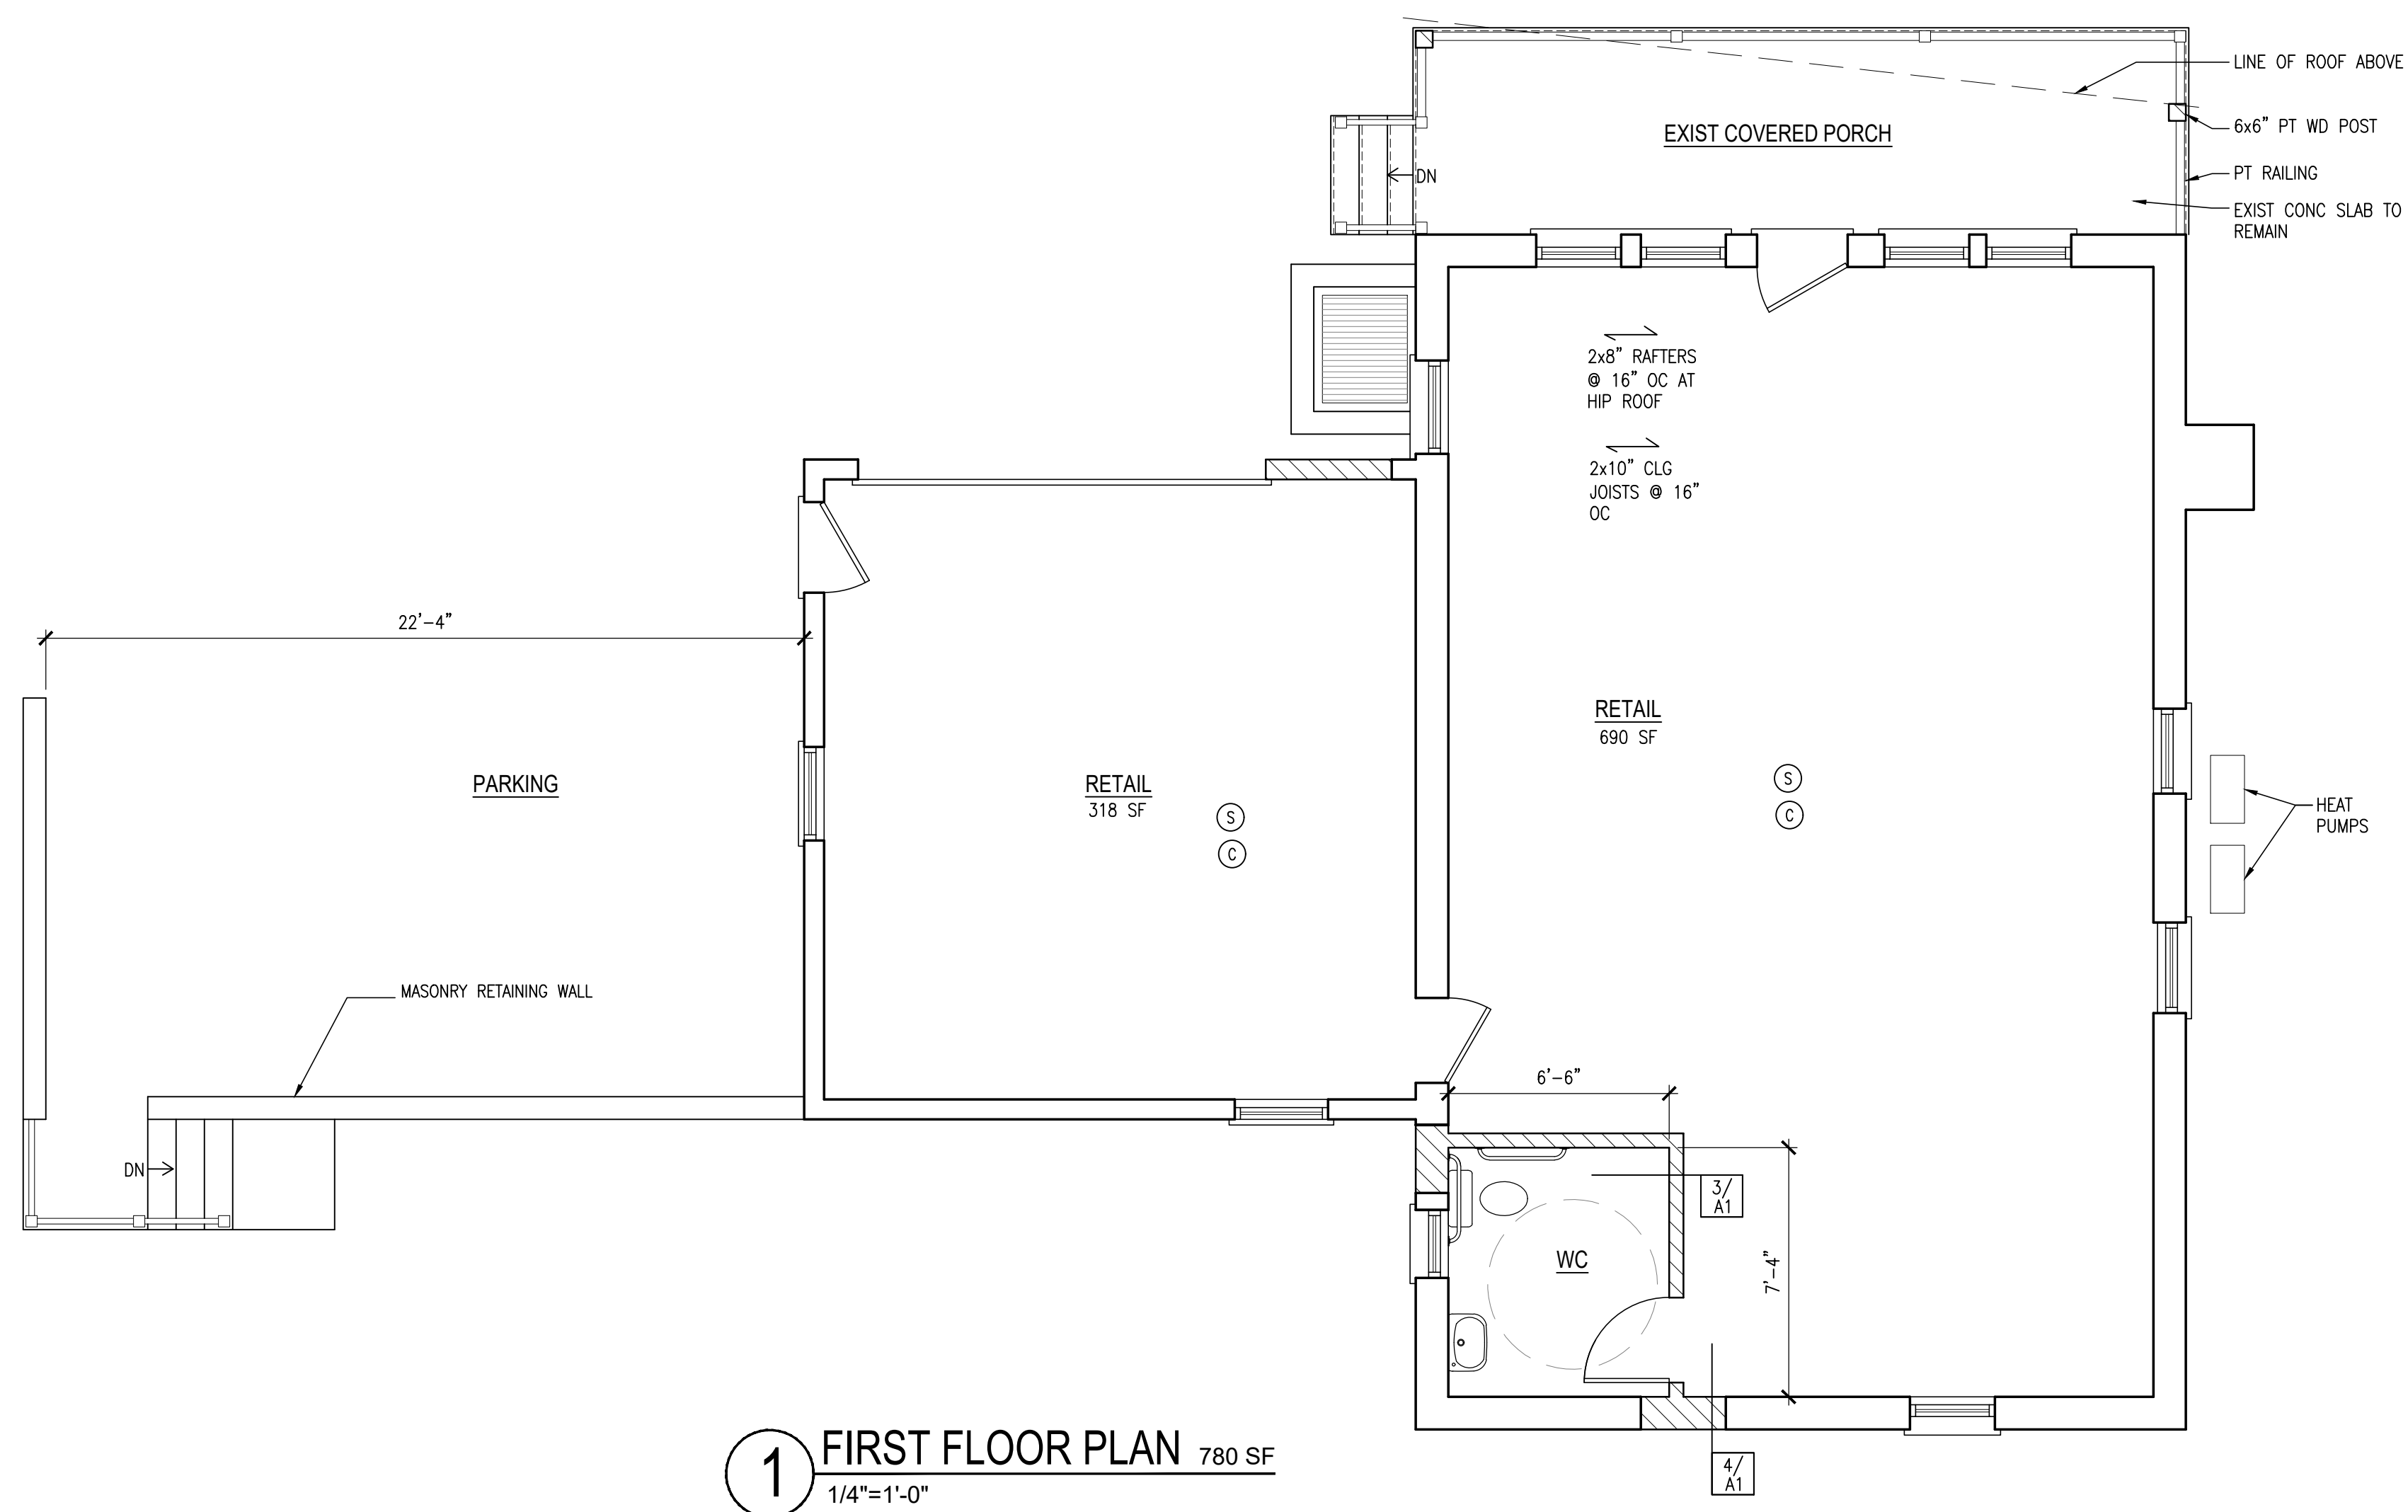 LINE OF ROOF ABOVE
6x6” PT WD POST
EXIST COVERED PORCH
PT RAILING
DN
EXIST CONC SLAB TO
REMAIN
2x8” RAFTERS
@ 16” OC AT
HIP ROOF
2x10” CLG
JOISTS @ 16”
OC
22’-4”
RETAIL
690 SF
PARKING
RETAIL
318 SF
S
C
S
C
HEAT
PUMPS
MASONRY RETAINING WALL
6’-6”
DN
3/
A1
WC
7’-4”
1
FIRST FLOOR PLAN 780 SF
1/4"=1'-0"
4/
A1